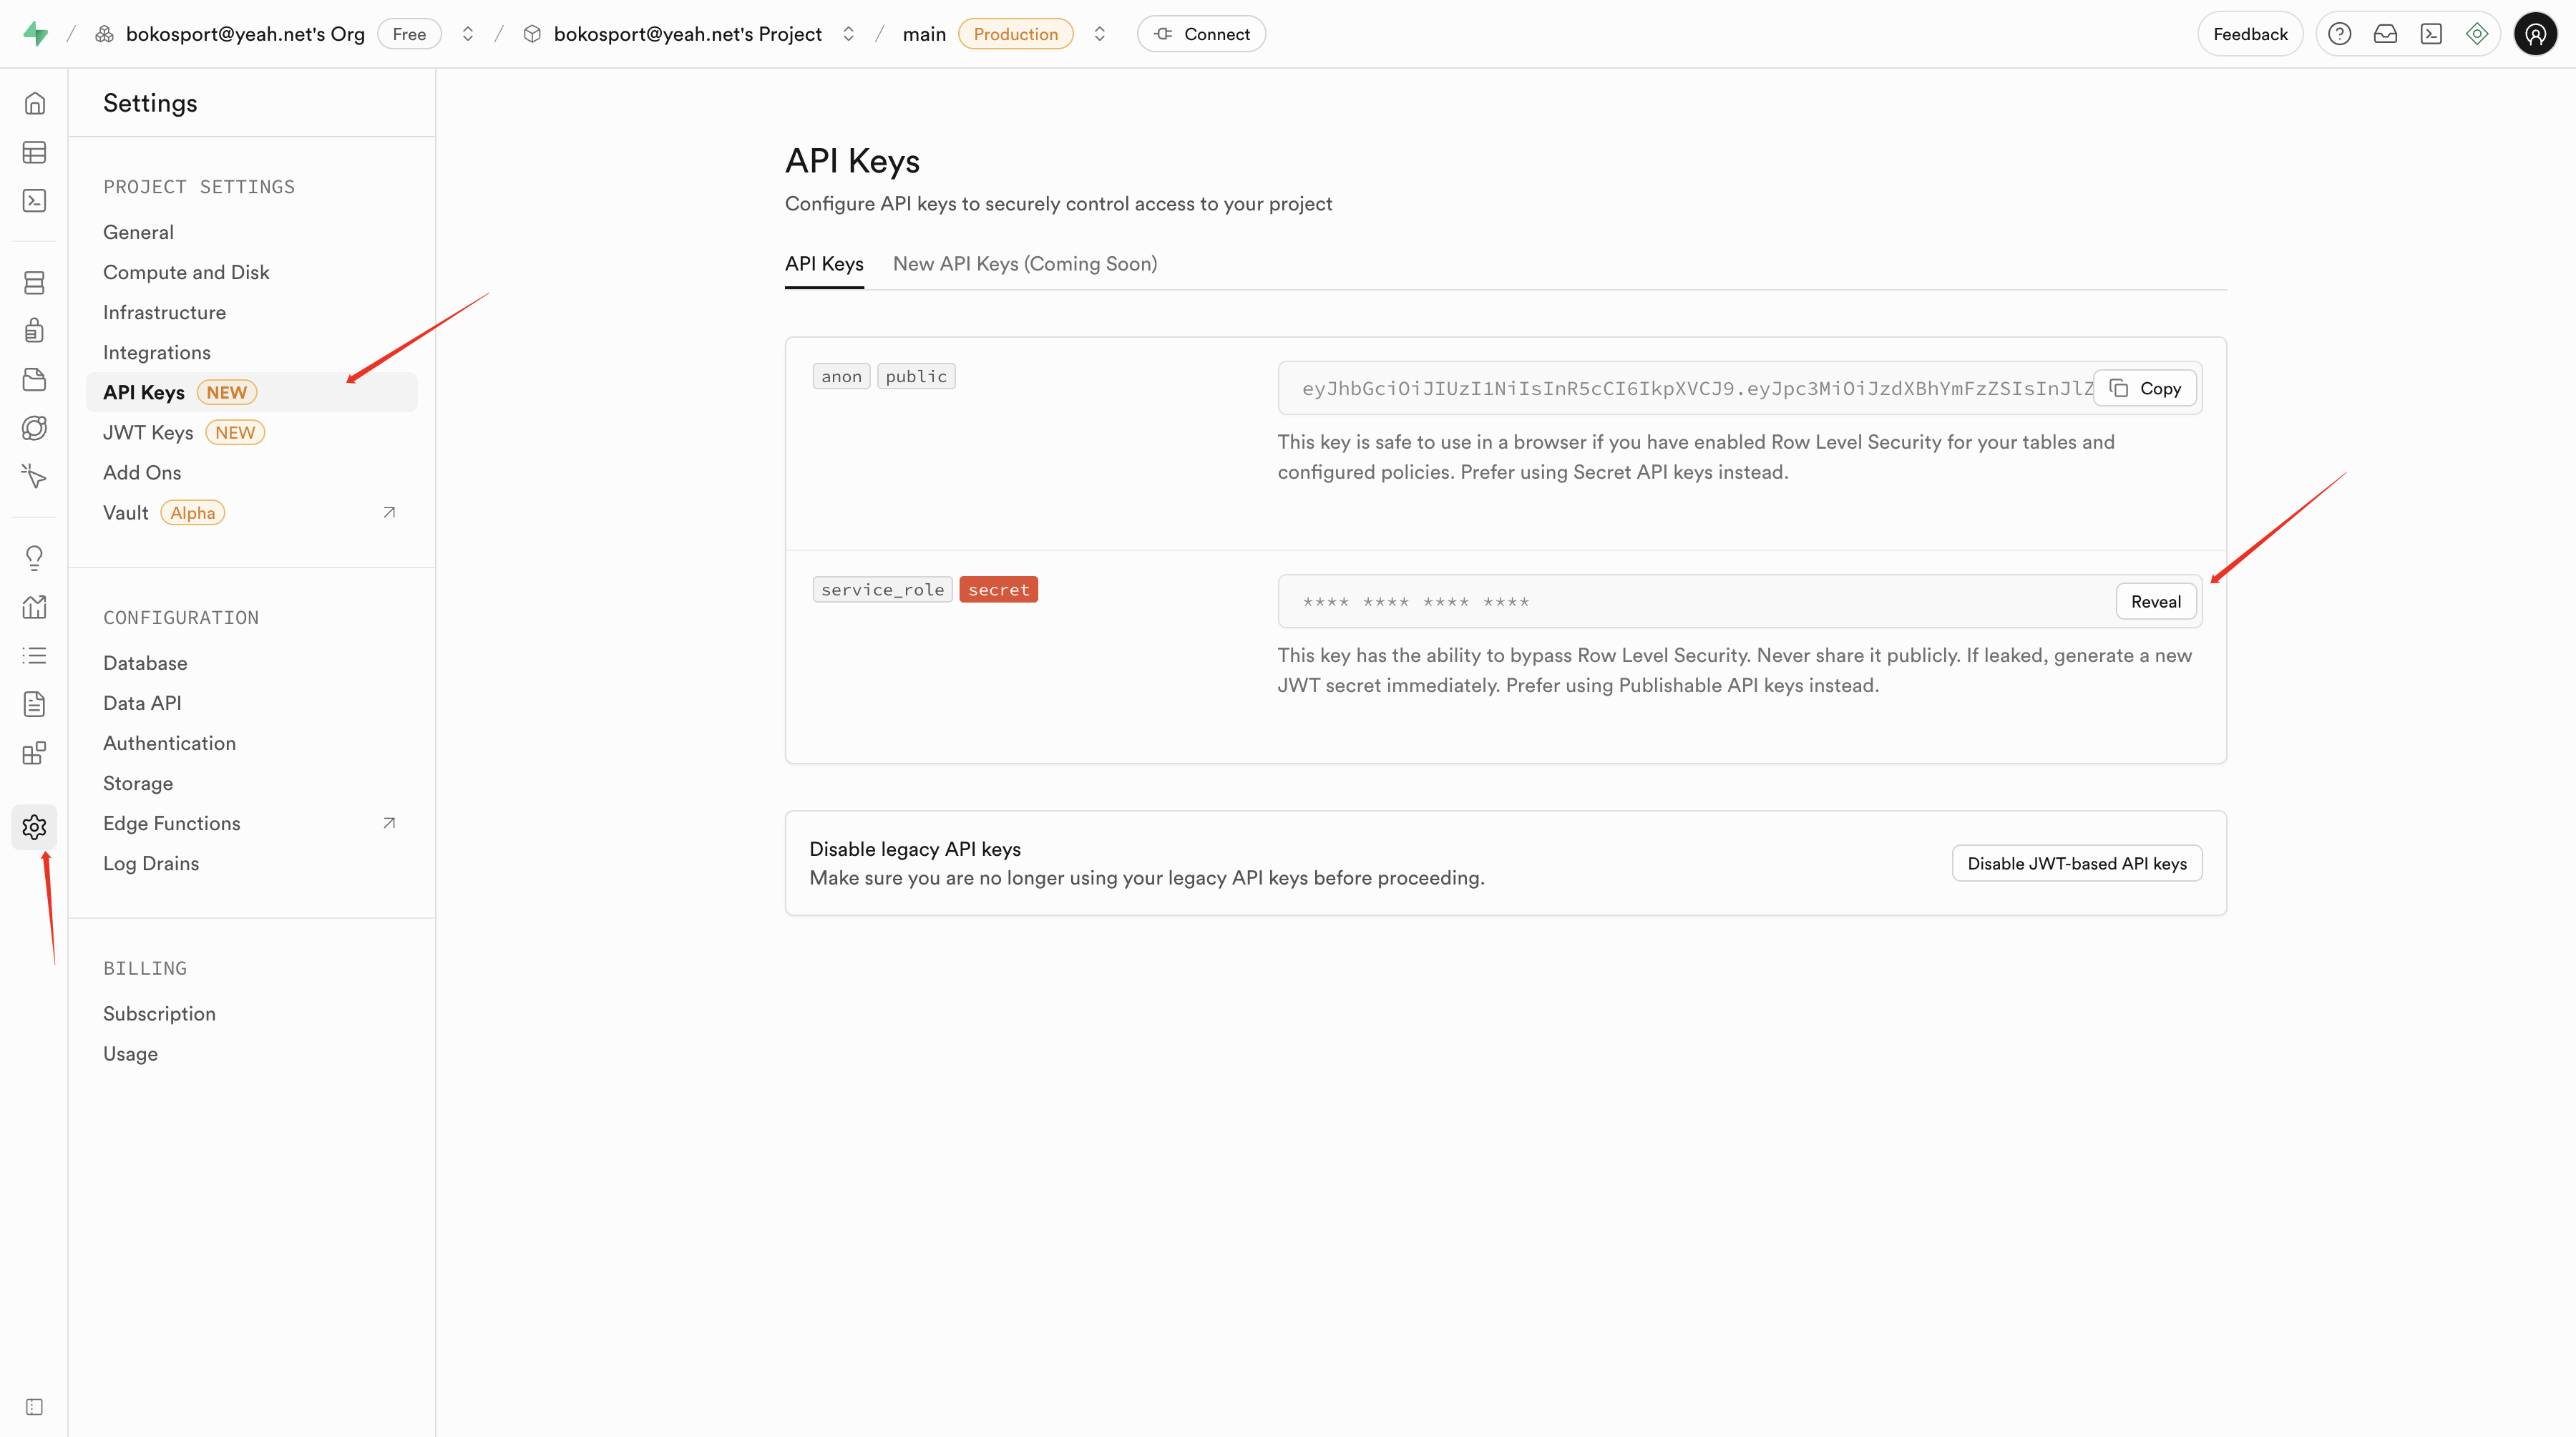 / bokosport@yeah.net's Org Free / bokosport@yeah.net's Project / main Production Connect Feedback
Settings
PROJECT SETTINGS
General
Compute and Disk
Infrastructure
Integrations
API Keys NEW
JWT Keys NEW
Add Ons
Vault Alpha
CONFIGURATION
Database
Data API
Authentication
Storage
Edge Functions
Log Drains
BILLING
Subscription
Usage
API Keys
Configure API keys to securely control access to your project
API Keys New API Keys (Coming Soon)
anon public
eyJhbGciOiJIUzI1NiIsInR5cCI6IkpXVCJ9.eyJpc3MiOiJzdXBhYmFzZSIsInJlZ Copy
This key is safe to use in a browser if you have enabled Row Level Security for your tables and
configured policies. Prefer using Secret API keys instead.
service_role secret
**** **** **** **** Reveal
This key has the ability to bypass Row Level Security. Never share it publicly. If leaked, generate a new
JWT secret immediately. Prefer using Publishable API keys instead.
Disable legacy API keys
Make sure you are no longer using your legacy API keys before proceeding.
Disable JWT-based API keys